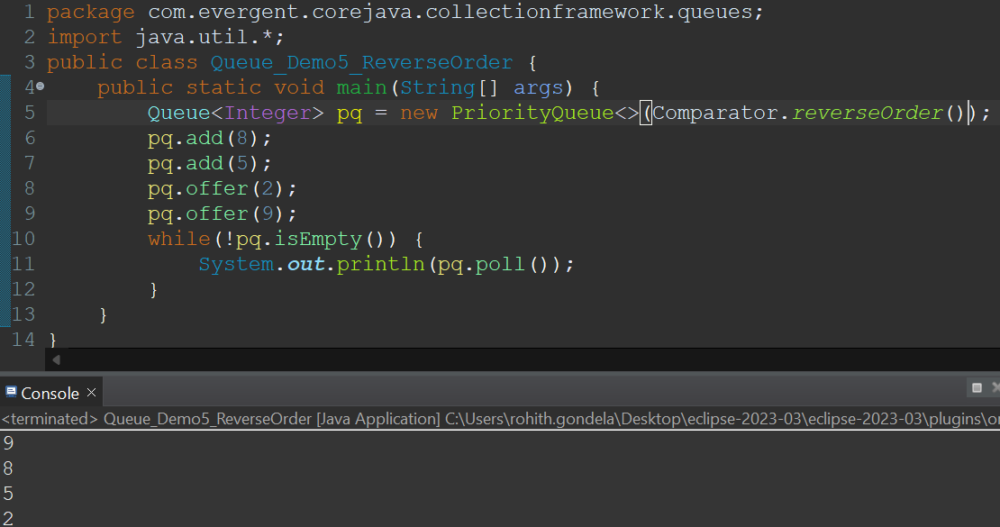 1 package com.evergent.corejava.collectionframework.queues;
2 import java.util.*;
3 public class Queue_Demo5_ReverseOrder {
4 public static void main(String[] args) {
5 Queue<Integer> pq = new PriorityQueue<>(Comparator.reverseOrder());
6 pq.add(8);
7 pq.add(5);
8 pq.offer(2);
9 pq.offer(9);
10 while(!pq.isEmpty()) {
11 System.out.println(pq.poll());
12 }
13 }
14 }
Console
<terminated> Queue_Demo5_ReverseOrder [Java Application] C:\Users\rohith.gondela\Desktop\eclipse-2023-03\eclipse-2023-03\plugins\or
9
8
5
2